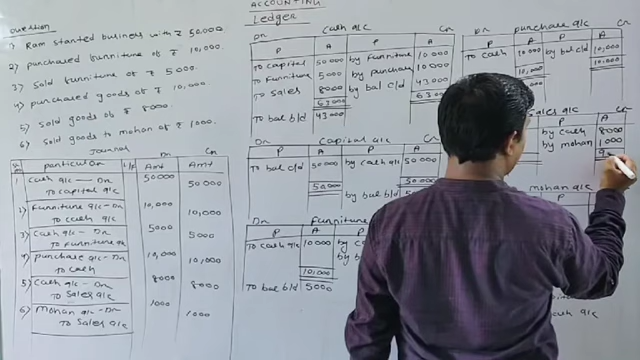 Question
1) Ram started business with ₹ 50,000.
2) purchased furniture of ₹ 10,000.
3) Sold furniture of ₹ 5000.
4) purchased goods of ₹ 10,000.
5) Sold goods of ₹ 8000.
6) Sold goods to mohan of ₹ 1000.
Journal
Dr Cr
particular L/F Amt Amt
1 Cash a/c - Dr 50000
To capital a/c 50000
2) Furniture a/c - Dr 10,000
To cash a/c 10,000
3) Cash a/c - Dr 5000
To Furniture a/c 5000
4) purchase a/c - Dr 10,000
To cash 10,000
5) Cash a/c - Dr 8000
To Sales a/c 8000
6) Mohan a/c - Dr 1000
To Sales a/c 1000
ACCOUNTING
Ledger
Dr cash a/c Cr
P A P A
To capital 50000 by furniture 10000
To furniture 5000 by purchase 10000
To sales 8000 by bal c/d 43000
63000 63000
To bal b/d 43000
Dr Capital a/c Cr
P A P A
To bal c/d 50000 by cash a/c 50000
50000 50000
by bal b/d
Dr Furniture
P A P
To cash a/c 10000 by
by
10,000
To bal b/d 5000
Dr purchase a/c Cr
P A P A
To cash 10000 by bal c/d 10,000
10,000 10,000
Sales a/c Cr
P A
by cash 8000
by mohan 1000
9
mohan a/c
P
cash a/c